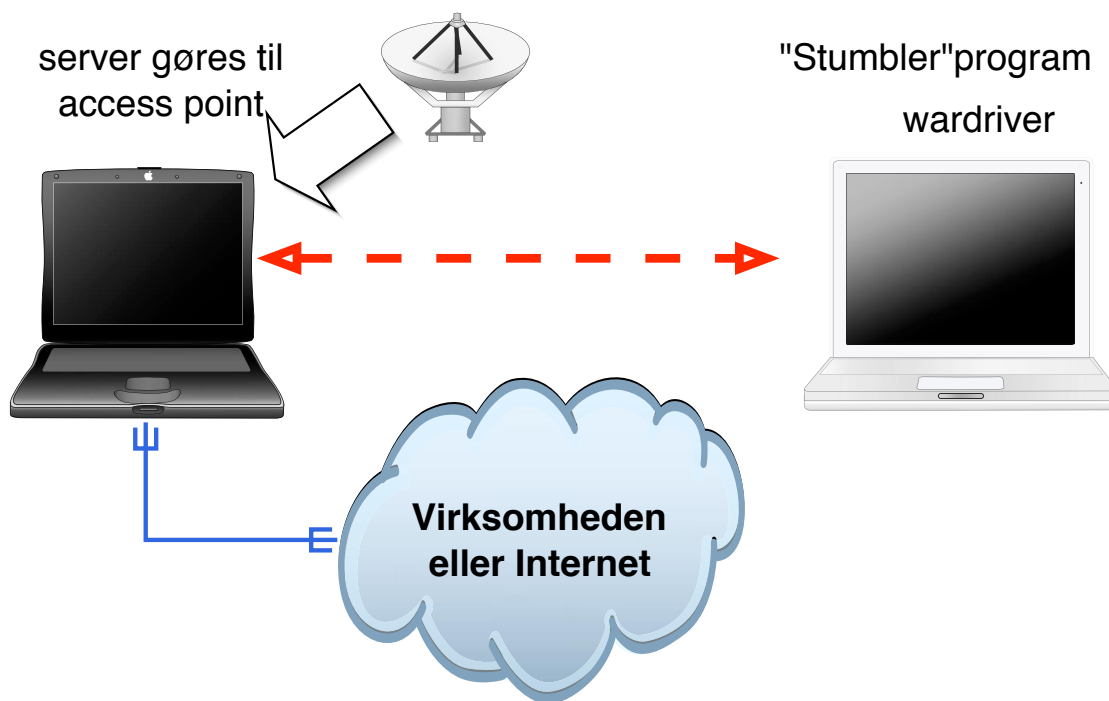 server gøres til
access point
"Stumbler"program
wardriver
Virksomheden
eller Internet